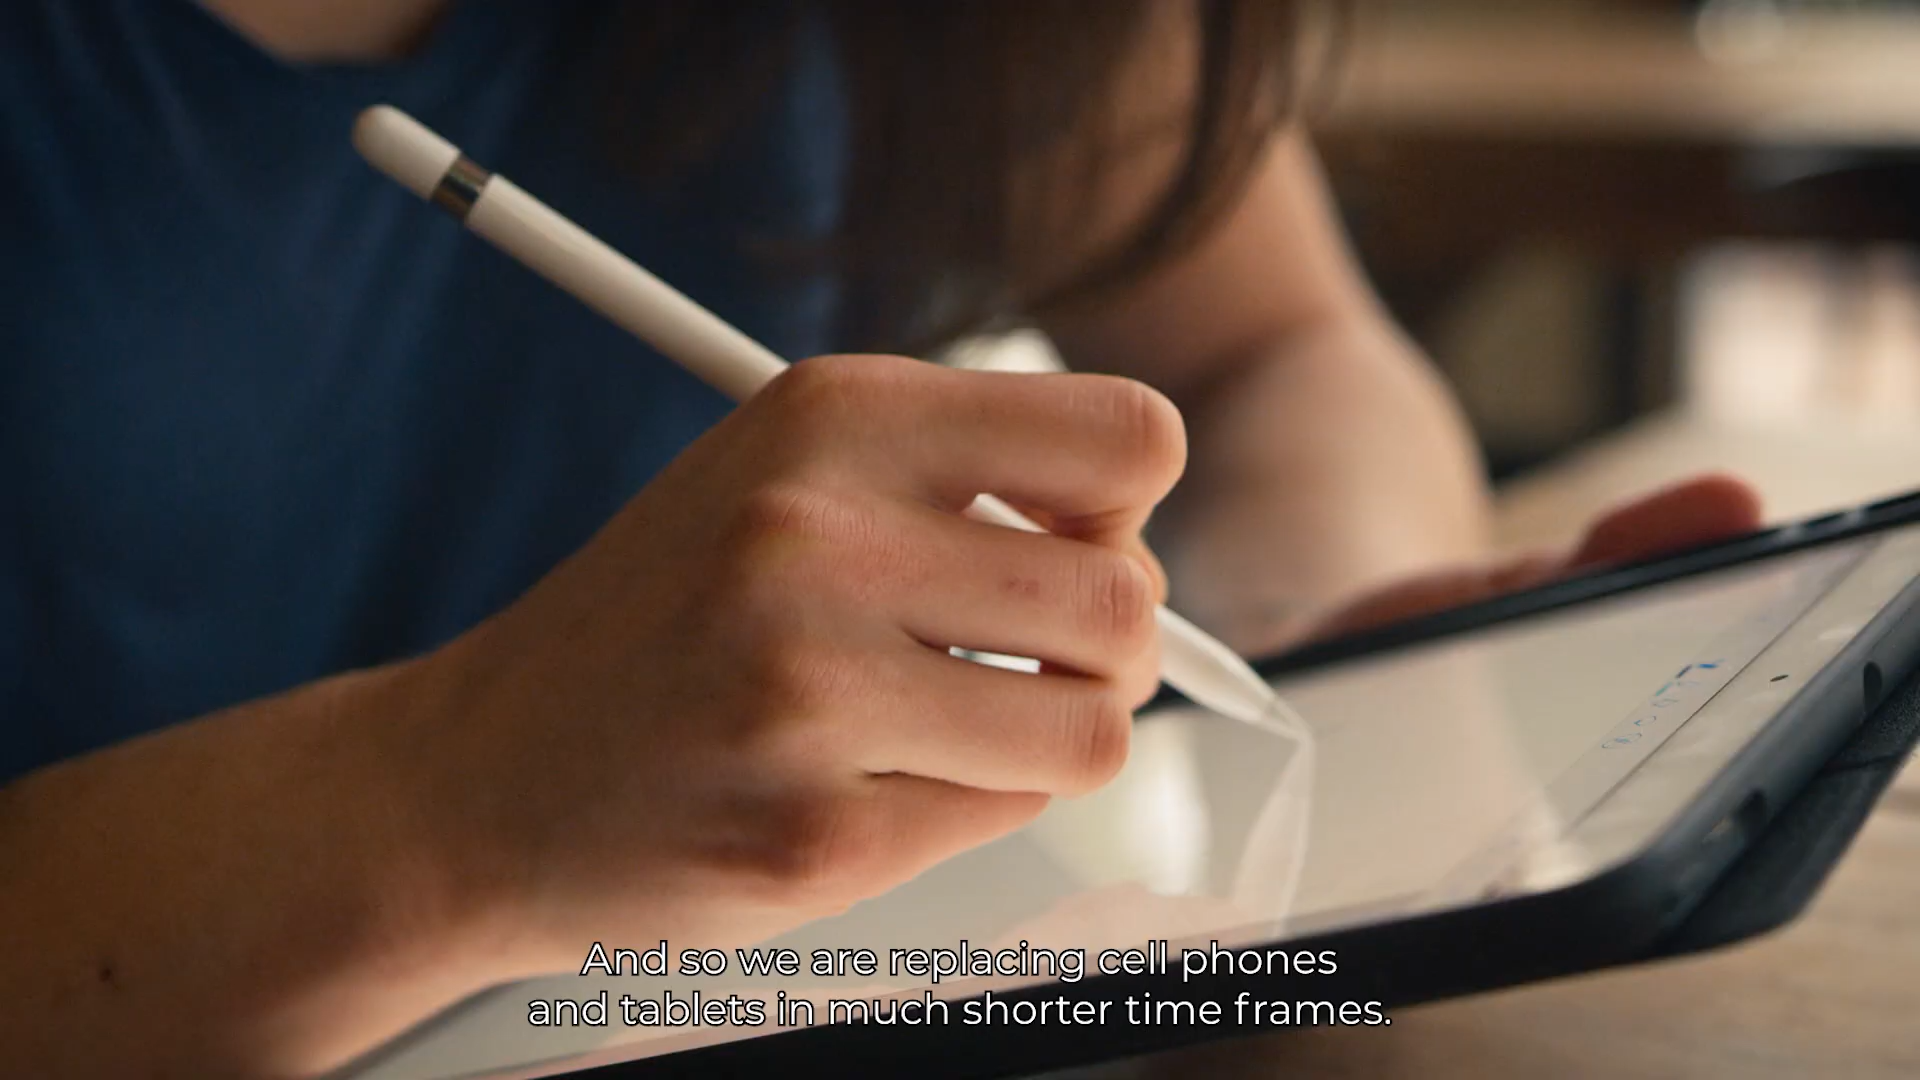 And so we are replacing cell phones
and tablets in much shorter time frames.